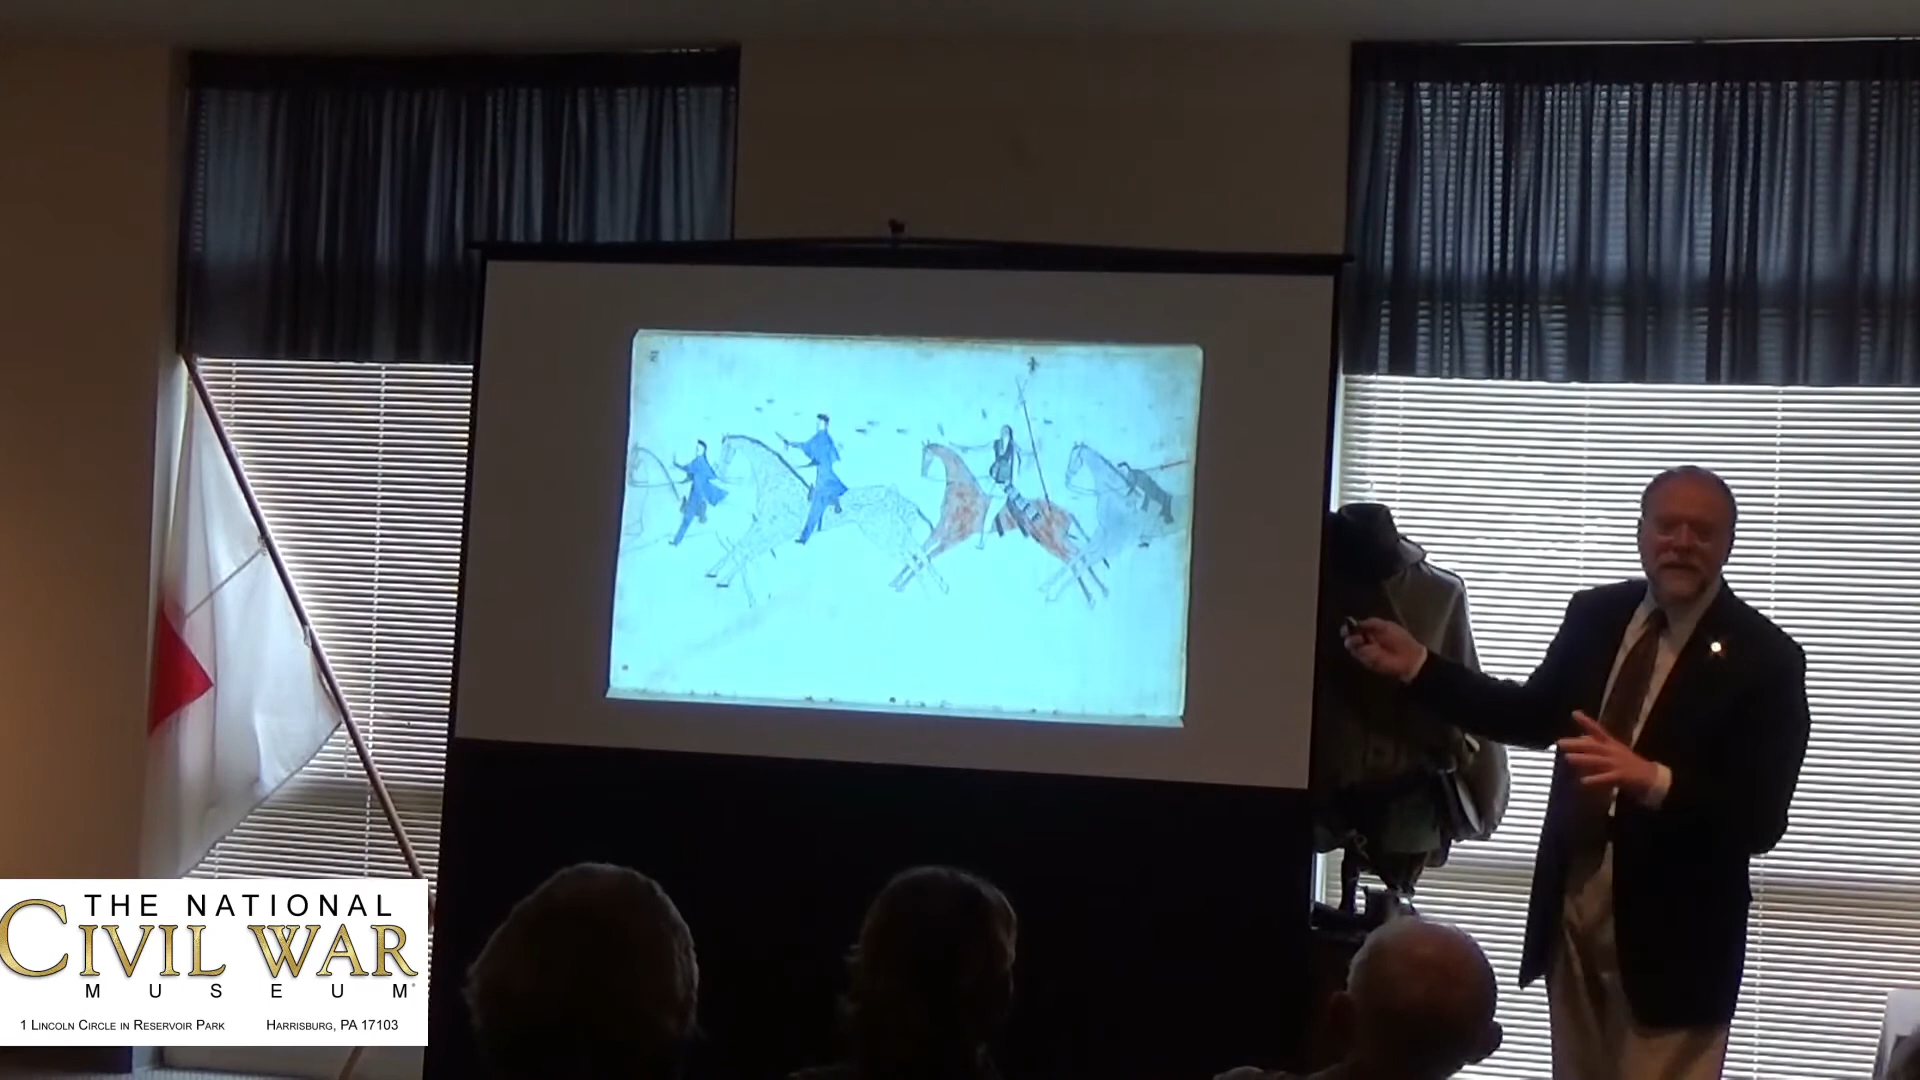 THE NATIONAL
CIVIL WAR
MUSEUM
1 LINCOLN CIRCLE IN RESERVOIR PARK HARRISBURG, PA 17103